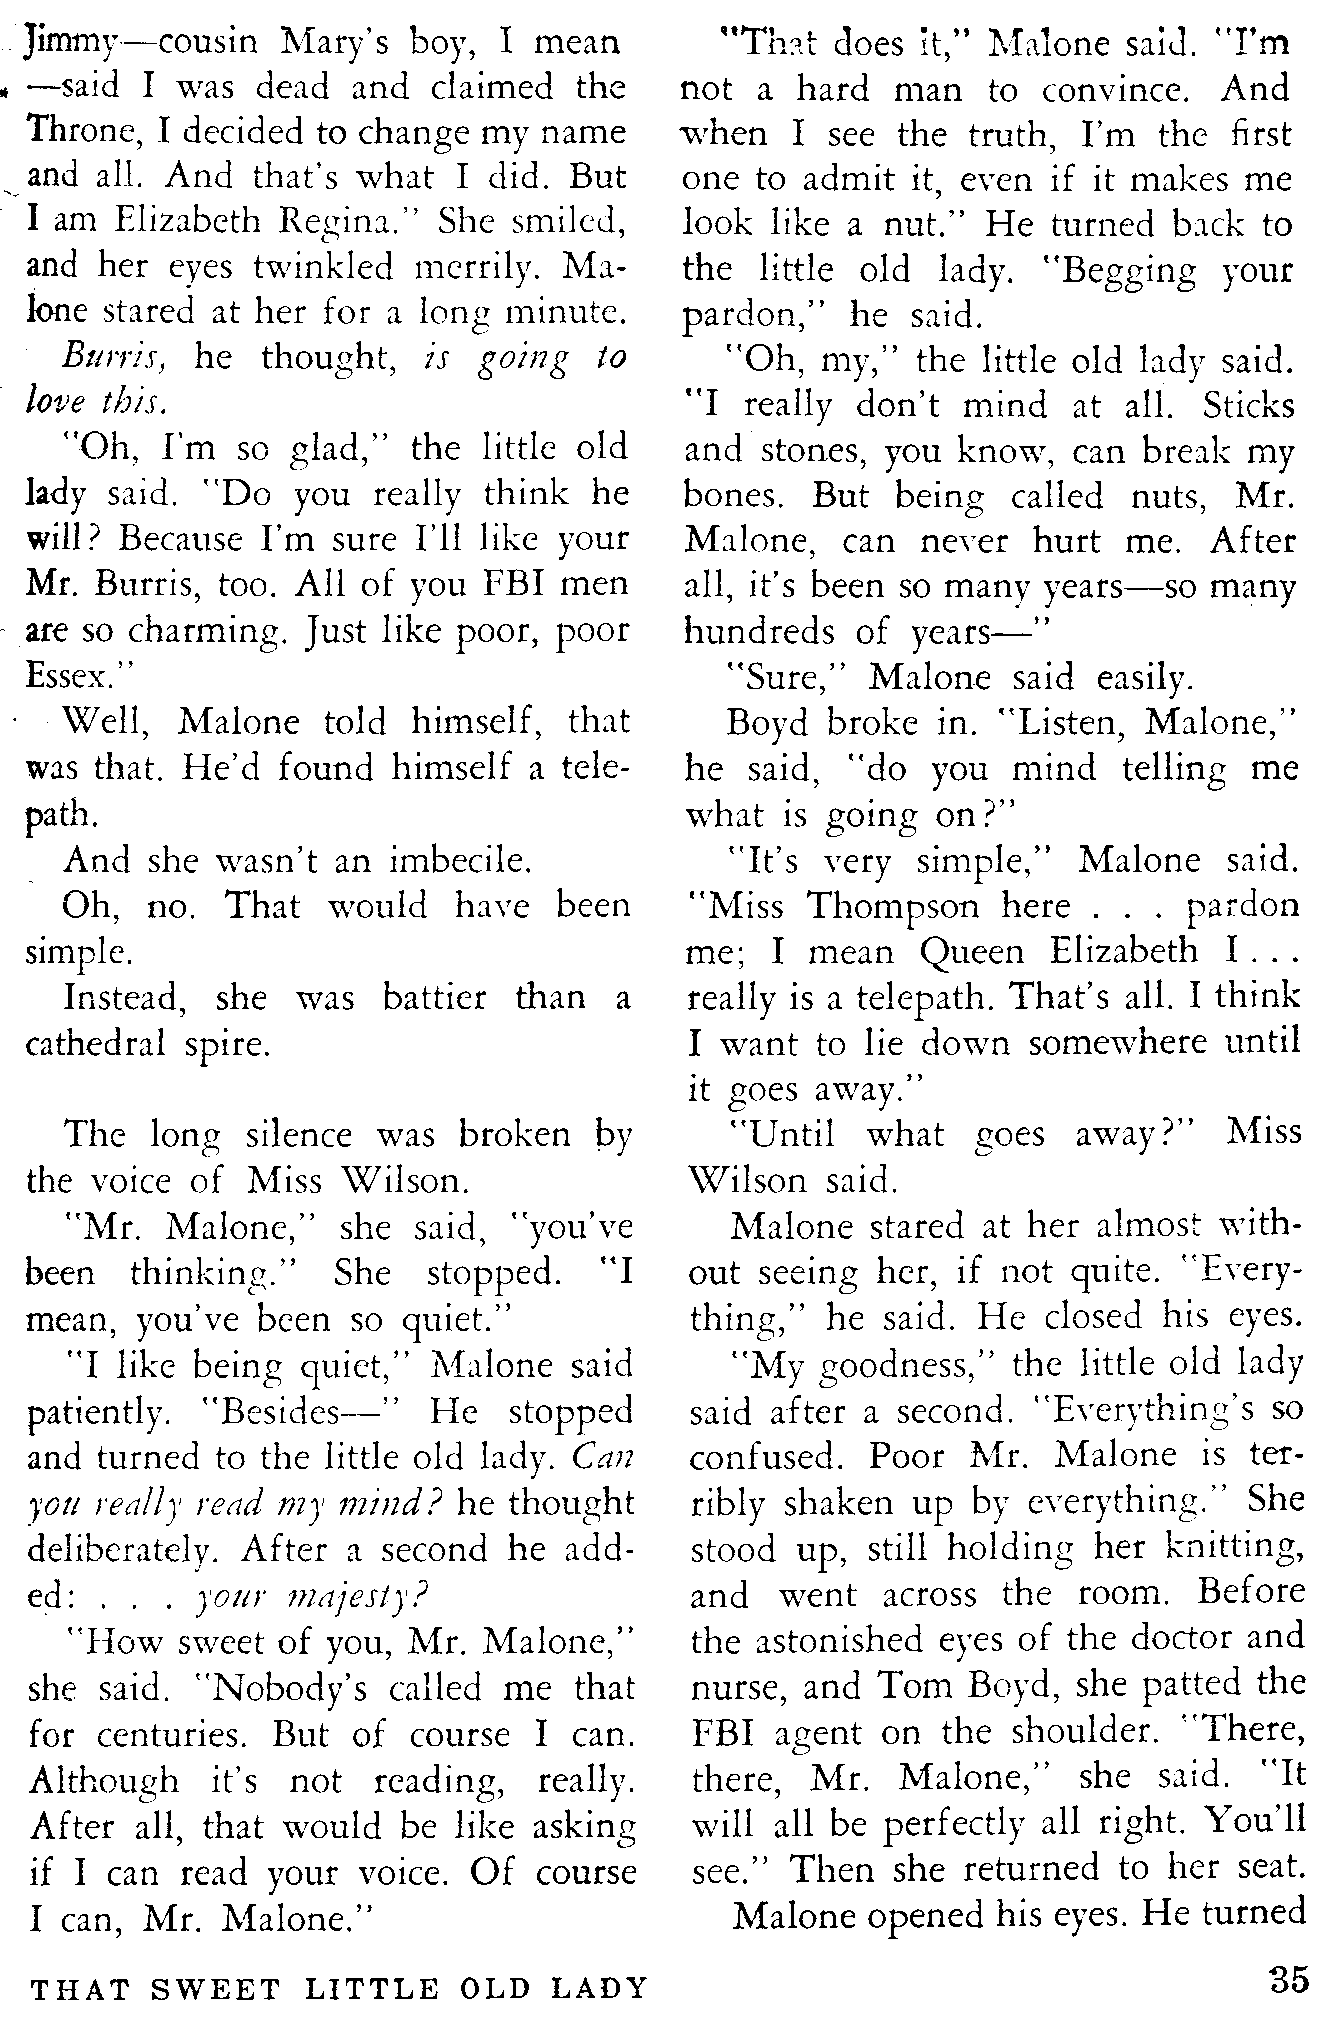 Jimmy—cousin Mary's boy, I mean
—said I was dead and claimed the
Throne, I decided to change my name
and all. And that's what I did. But
I am Elizabeth Regina." She smiled,
and her eyes twinkled merrily. Ma-
lone stared at her for a long minute.
Burris, he thought, is going to
love this.
"Oh, I'm so glad," the little old
lady said. "Do you really think he
will? Because I'm sure I'll like your
Mr. Burris, too. All of you FBI men
are so charming. Just like poor, poor
Essex."
Well, Malone told himself, that
was that. He'd found himself a tele-
path.
And she wasn't an imbecile.
Oh, no. That would have been
simple.
Instead, she was battier than a
cathedral spire.
The long silence was broken by
the voice of Miss Wilson.
"Mr. Malone," she said, "you've
been thinking." She stopped. "I
mean, you've been so quiet."
"I like being quiet," Malone said
patiently. "Besides—" He stopped
and turned to the little old lady. Can
you really read my mind? he thought
deliberately. After a second he add-
ed: . . . your majesty?
"How sweet of you, Mr. Malone,"
she said. "Nobody's called me that
for centuries. But of course I can.
Although it's not reading, really.
After all, that would be like asking
if I can read your voice. Of course
I can, Mr. Malone."
"That does it," Malone said. "I'm
not a hard man to convince. And
when I see the truth, I'm the first
one to admit it, even if it makes me
look like a nut." He turned back to
the little old lady. "Begging your
pardon," he said.
"Oh, my," the little old lady said.
"I really don't mind at all. Sticks
and stones, you know, can break my
bones. But being called nuts, Mr.
Malone, can never hurt me. After
all, it's been so many years—so many
hundreds of years—"
"Sure," Malone said easily.
Boyd broke in. "Listen, Malone,"
he said, "do you mind telling me
what is going on?"
"It's very simple," Malone said.
"Miss Thompson here . . . pardon
me; I mean Queen Elizabeth I . . .
really is a telepath. That's all. I think
I want to lie down somewhere until
it goes away."
"Until what goes away?" Miss
Wilson said.
Malone stared at her almost with-
out seeing her, if not quite. "Every-
thing," he said. He closed his eyes.
"My goodness," the little old lady
said after a second. "Everything's so
confused. Poor Mr. Malone is ter-
ribly shaken up by everything." She
stood up, still holding her knitting,
and went across the room. Before
the astonished eyes of the doctor and
nurse, and Tom Boyd, she patted the
FBI agent on the shoulder. "There,
there, Mr. Malone," she said. "It
will all be perfectly all right. You'll
see." Then she returned to her seat.
Malone opened his eyes. He turned
THAT SWEET LITTLE OLD LADY
35